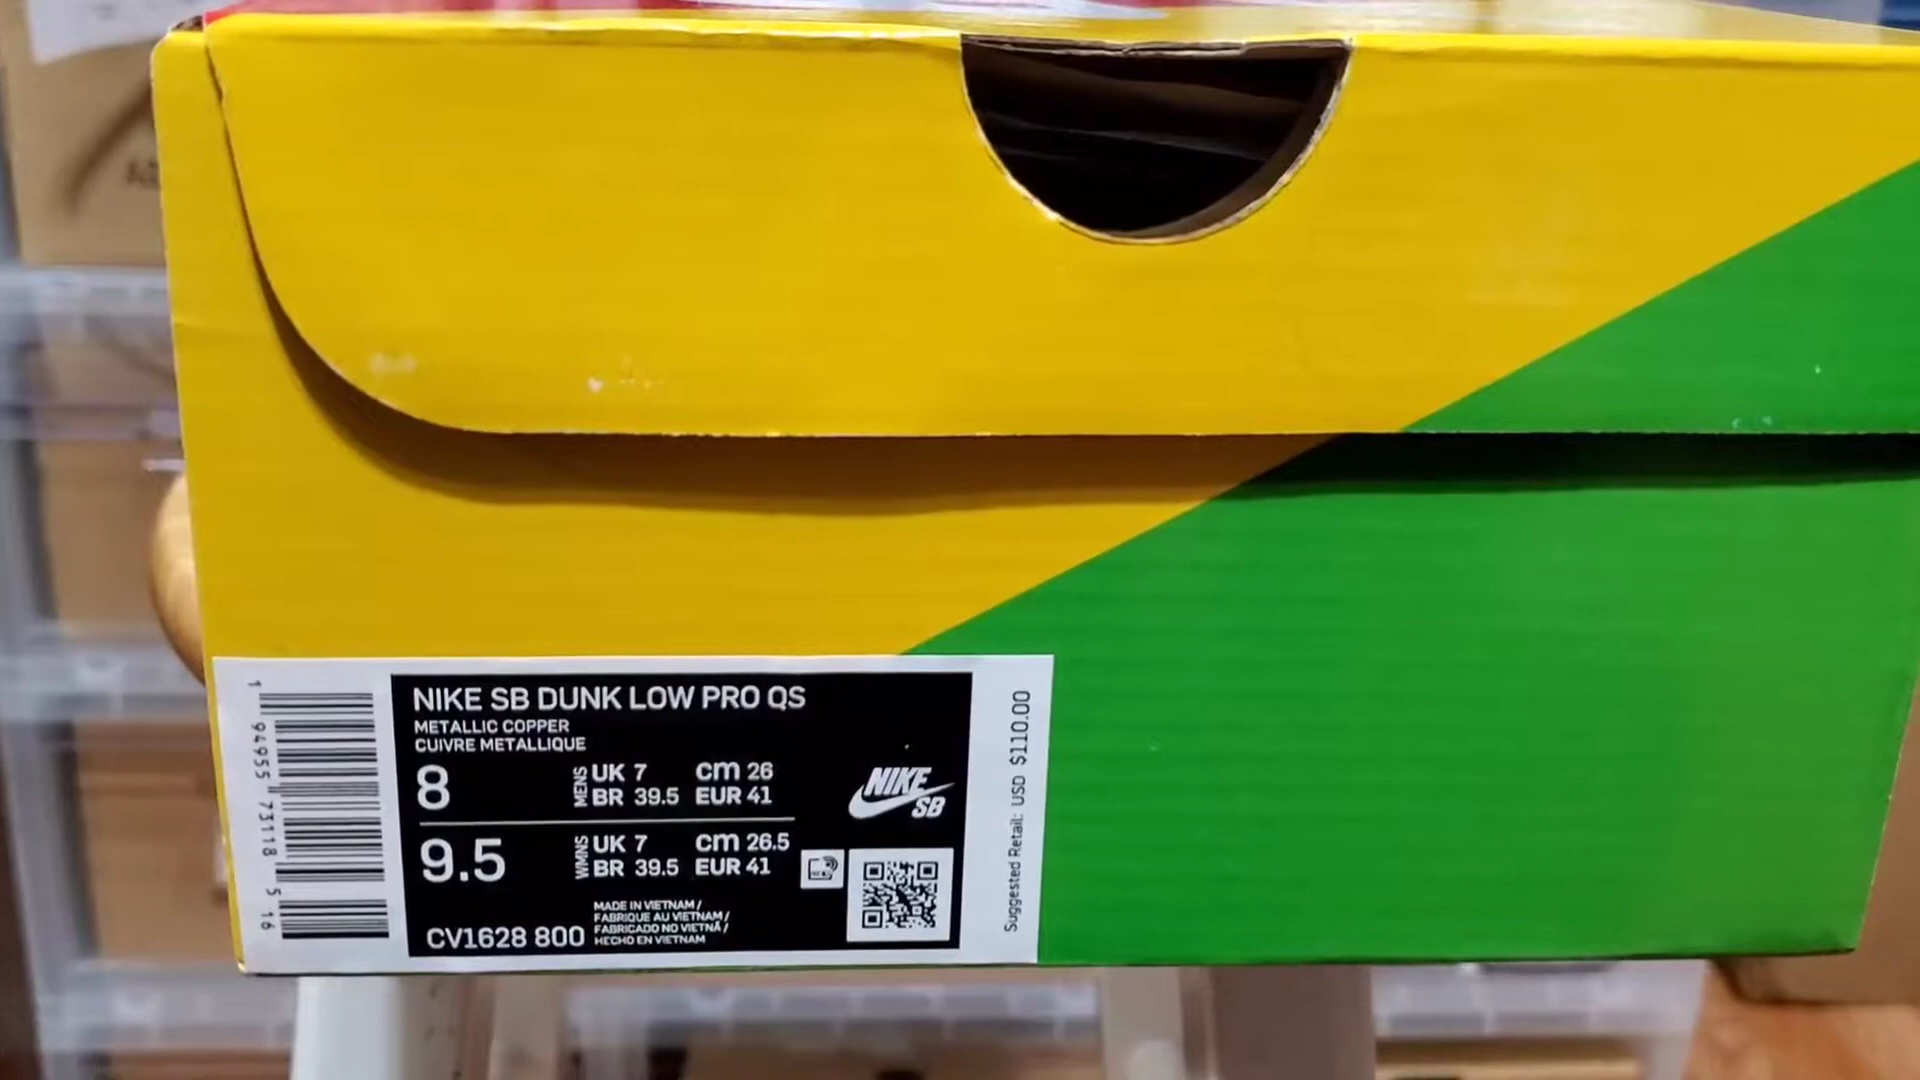 1 94955 73118 5 16
NIKE SB DUNK LOW PRO QS
METALLIC COPPER
CUIVRE METALLIQUE
8 MENS UK 7 cm 26
BR 39.5 EUR 41
9.5 WMNS UK 7 cm 26.5
BR 39.5 EUR 41
CV1628 800
MADE IN VIETNAM /
FABRIQUE AU VIETNAM /
FABRICADO NO VIETNÃ /
HECHO EN VIETNAM
NIKE
SB
Suggested Retail: USD $110.00